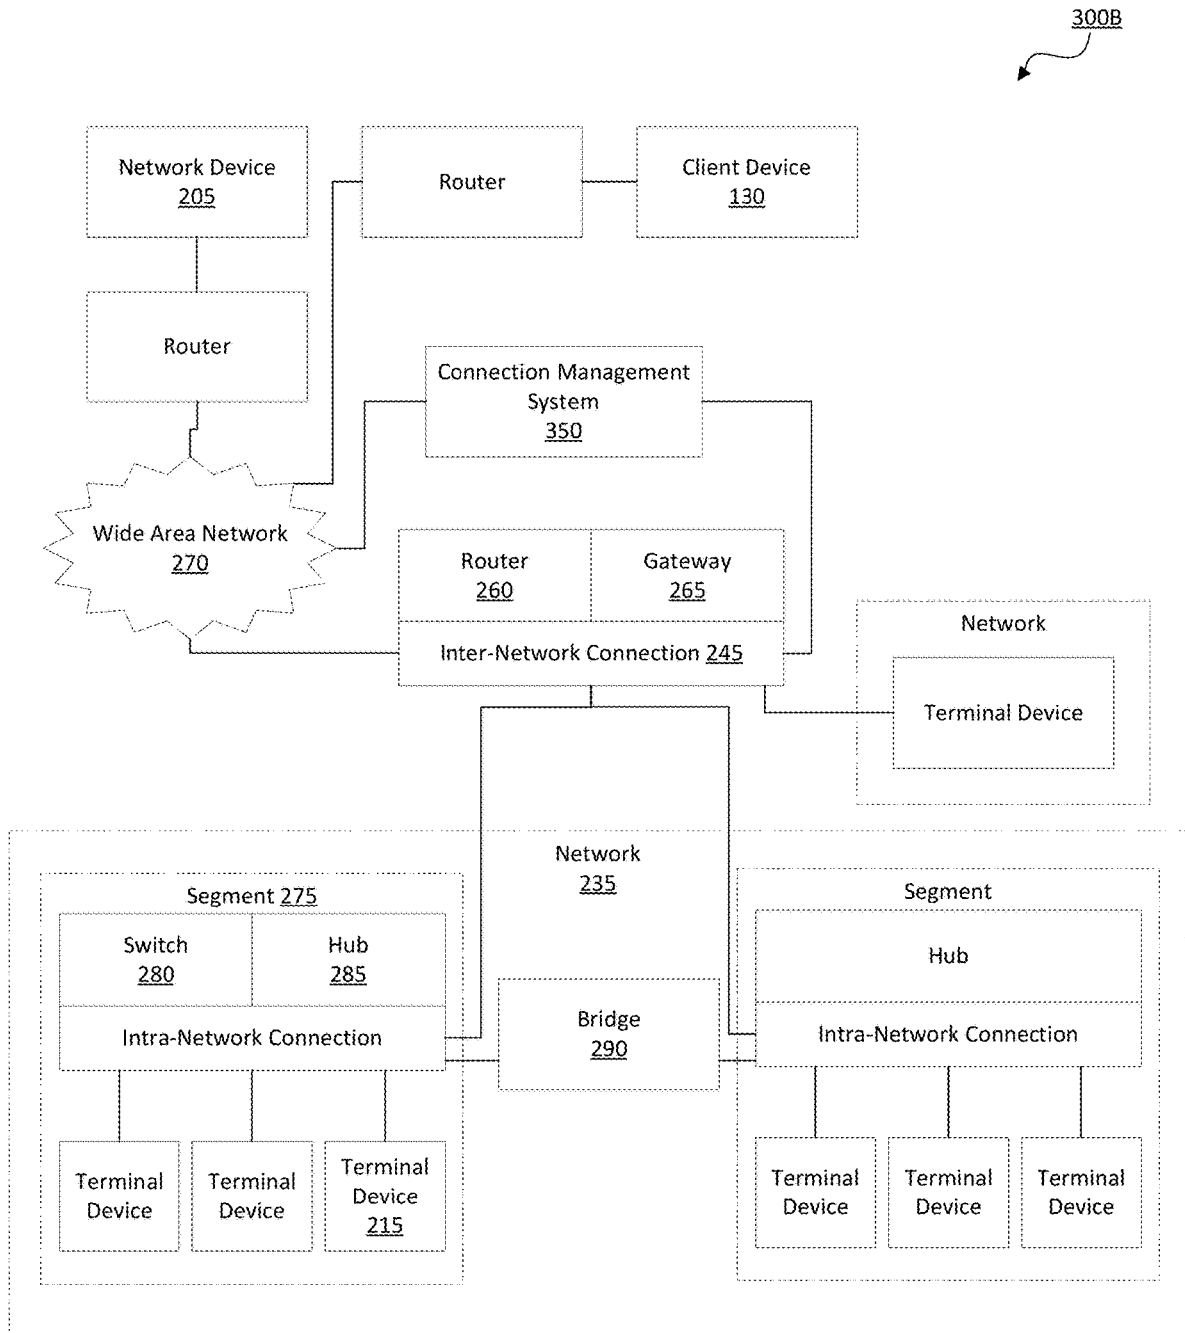 300B
Network Device
205
Router
Client Device
130
Router
Connection Management
System
350
Wide Area Network
270
Router
260
Gateway
265
Inter-Network Connection 245
Network
Terminal Device
Network
235
Segment 275
Switch
280
Hub
285
Intra-Network Connection
Bridge
290
Segment
Hub
Intra-Network Connection
Terminal
Device
Terminal
Device
Terminal
Device
215
Terminal
Device
Terminal
Device
Terminal
Device